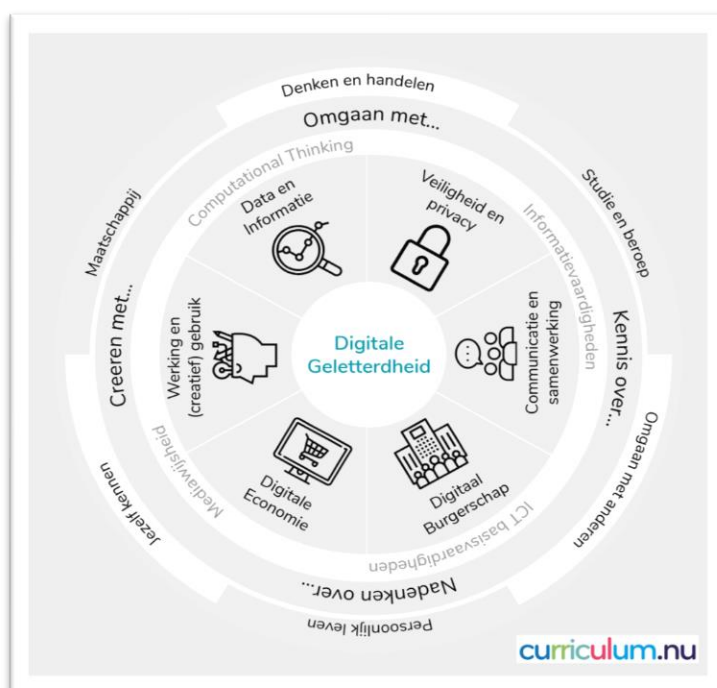 Denken en handelen
Omgaan met...
Computational Thinking
Data en
Informatie
Veiligheid en
privacy
Maatschappij
Studie en beroep
Informatievaardigheden
Creeren met...
Werking en
(creatief) gebruik
Digitale
Geletterdheid
Communicatie en
samenwerking
Kennis over...
Mediawijsheid
Digitale
Economie
Digitaal
Burgerschap
ICT basisvaardigheden
Jezelf kennen
Omgaan met anderen
Nadenken over...
Persoonlijk leven
curriculum.nu